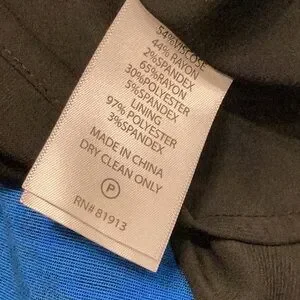 54%VISCOSE
44% RAYON
2%SPANDEX
65%RAYON
30%POLYESTER
5%SPANDEX
LINING
97% POLYESTER
3%SPANDEX
MADE IN CHINA
DRY CLEAN ONLY
P
RN# 81913